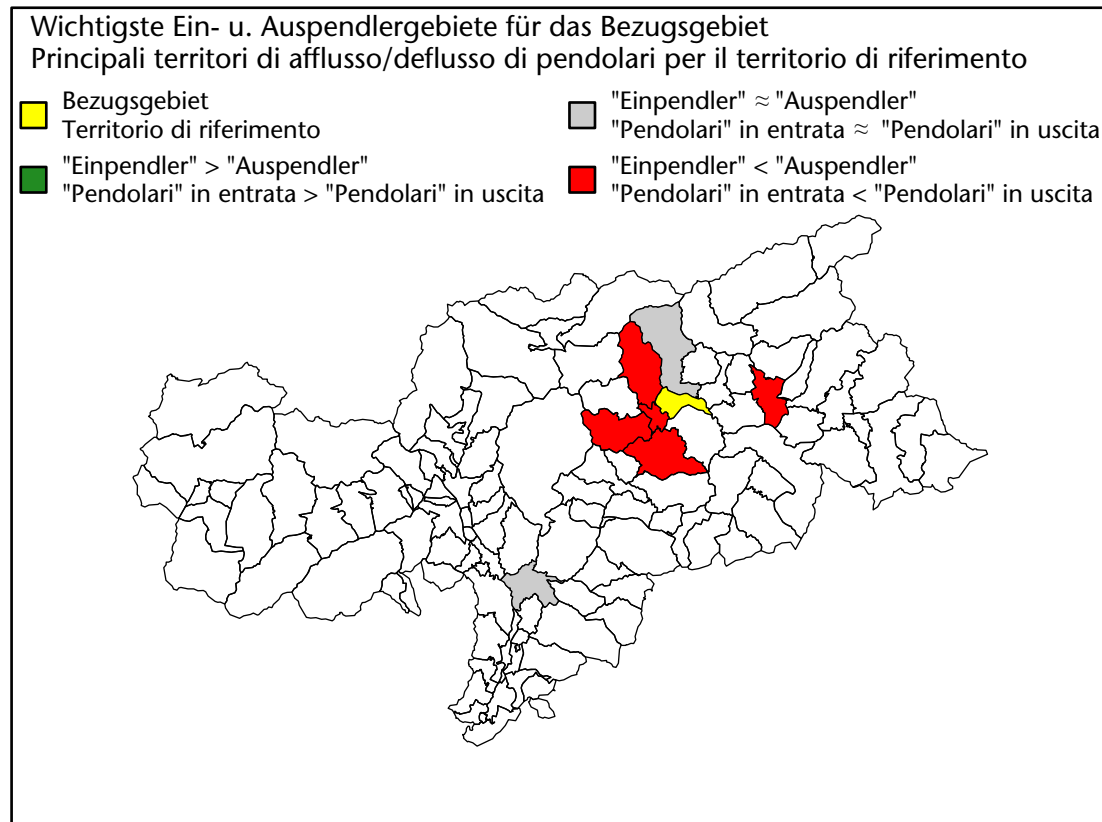 Wichtigste Ein- u. Auspendlergebiete für das Bezugsgebiet
Principali territori di afflusso/deflusso di pendolari per il territorio di riferimento
Bezugsgebiet
Territorio di riferimento
"Einpendler" > "Auspendler"
"Pendolari" in entrata > "Pendolari" in uscita
"Einpendler" ≈ "Auspendler"
"Pendolari" in entrata ≈ "Pendolari" in uscita
"Einpendler" < "Auspendler"
"Pendolari" in entrata < "Pendolari" in uscita